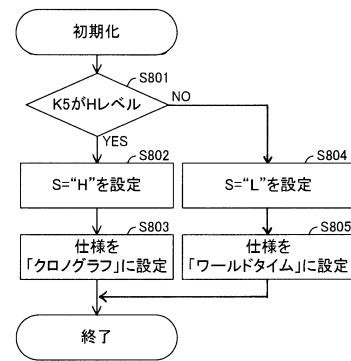 初期化
S801
K5がHレベル
NO
YES
S802
S=“H”を設定
S804
S=“L”を設定
S803
仕様を
「クロノグラフ」に設定
S805
仕様を
「ワールドタイム」に設定
終了